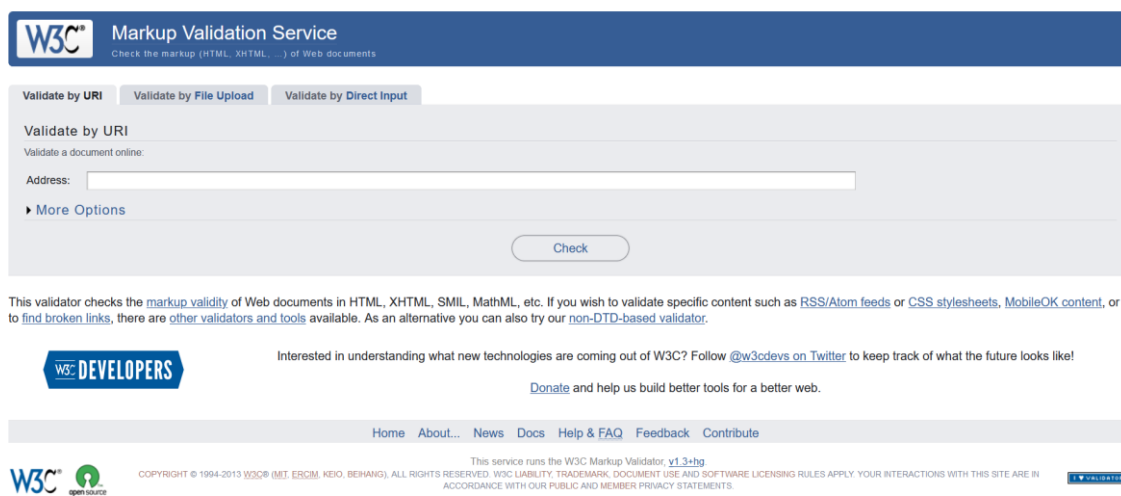 W3C® Markup Validation Service
Check the markup (HTML, XHTML, …) of Web documents
Validate by URI Validate by File Upload Validate by Direct Input
Validate by URI
Validate a document online:
Address:
More Options
Check
This validator checks the markup validity of Web documents in HTML, XHTML, SMIL, MathML, etc. If you wish to validate specific content such as RSS/Atom feeds or CSS stylesheets, MobileOK content, or
to find broken links, there are other validators and tools available. As an alternative you can also try our non-DTD-based validator.
W3C DEVELOPERS
Interested in understanding what new technologies are coming out of W3C? Follow @w3cdevs on Twitter to keep track of what the future looks like!
Donate and help us build better tools for a better web.
Home About... News Docs Help & FAQ Feedback Contribute
W3C® open source
This service runs the W3C Markup Validator, v1.3+hg.
COPYRIGHT © 1994-2013 W3C® (MIT, ERCIM, KEIO, BEIHANG), ALL RIGHTS RESERVED. W3C LIABILITY, TRADEMARK, DOCUMENT USE AND SOFTWARE LICENSING RULES APPLY. YOUR INTERACTIONS WITH THIS SITE ARE IN
ACCORDANCE WITH OUR PUBLIC AND MEMBER PRIVACY STATEMENTS.
I ♥ VALIDATOR